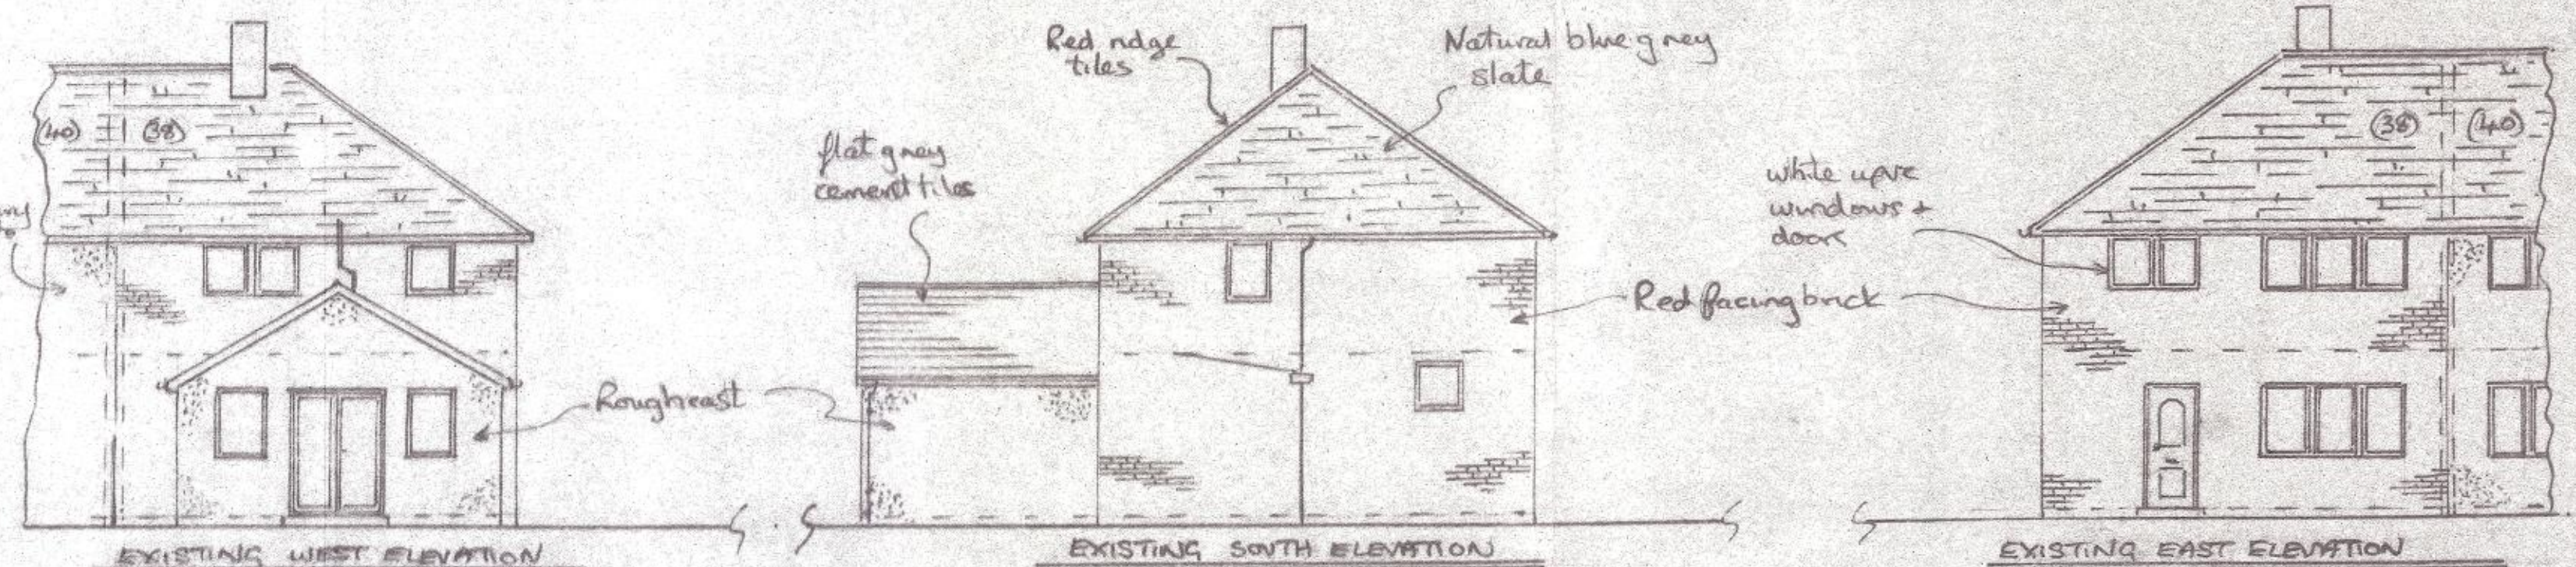 (40) (38)
EXISTING WEST ELEVATION
Roughcast
flat grey
cement tiles
Red ridge
tiles
Natural blue grey
slate
EXISTING SOUTH ELEVATION
Red facing brick
white upvc
windows +
doors
(38) (40)
EXISTING EAST ELEVATION